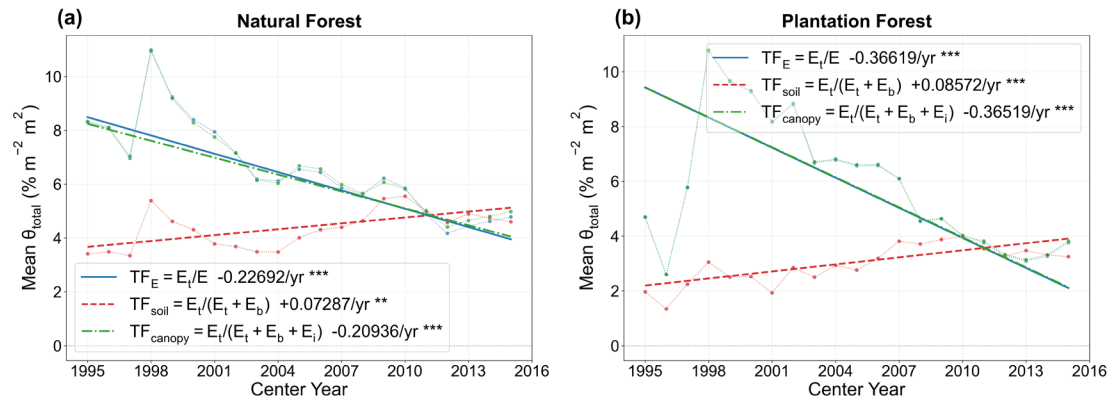 (a) Natural Forest
Mean θtotal (% m−2 m2)
10
8
6
4
2
0
TFE = Et/E -0.22692/yr ***
TFsoil = Et/(Et + Eb) +0.07287/yr **
TFcanopy = Et/(Et + Eb + Ei) -0.20936/yr ***
1995 1998 2001 2004 2007 2010 2013 2016
Center Year
(b) Plantation Forest
Mean θtotal (% m−2 m2)
10
8
6
4
2
0
TFE = Et/E -0.36619/yr ***
TFsoil = Et/(Et + Eb) +0.08572/yr ***
TFcanopy = Et/(Et + Eb + Ei) -0.36519/yr ***
1995 1998 2001 2004 2007 2010 2013 2016
Center Year